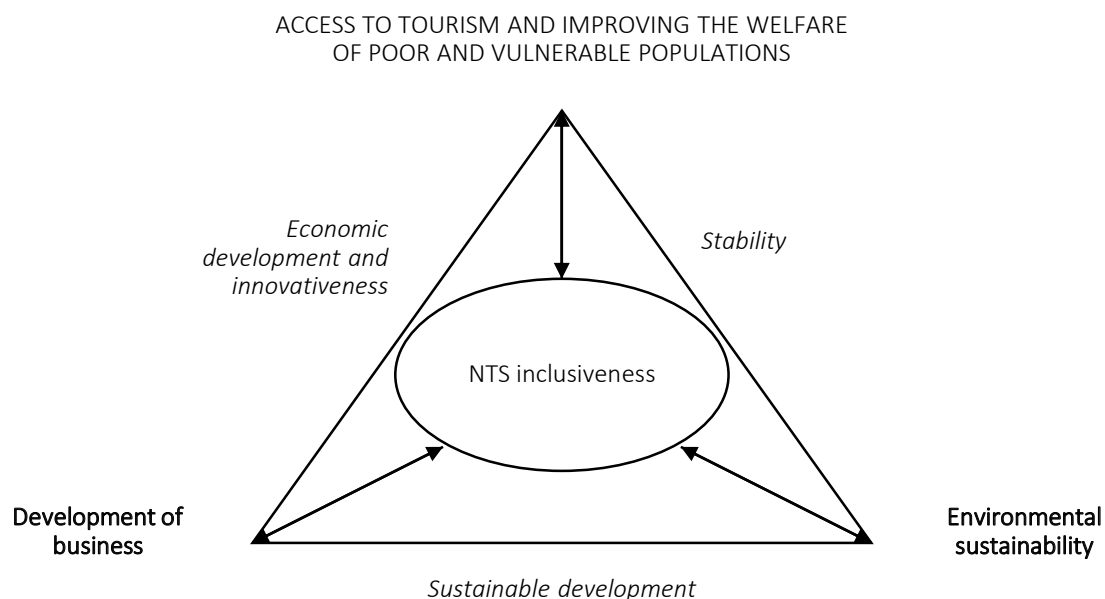 ACCESS TO TOURISM AND IMPROVING THE WELFARE
OF POOR AND VULNERABLE POPULATIONS
Economic
development and
innovativeness
Stability
NTS inclusiveness
Development of
business
Environmental
sustainability
Sustainable development